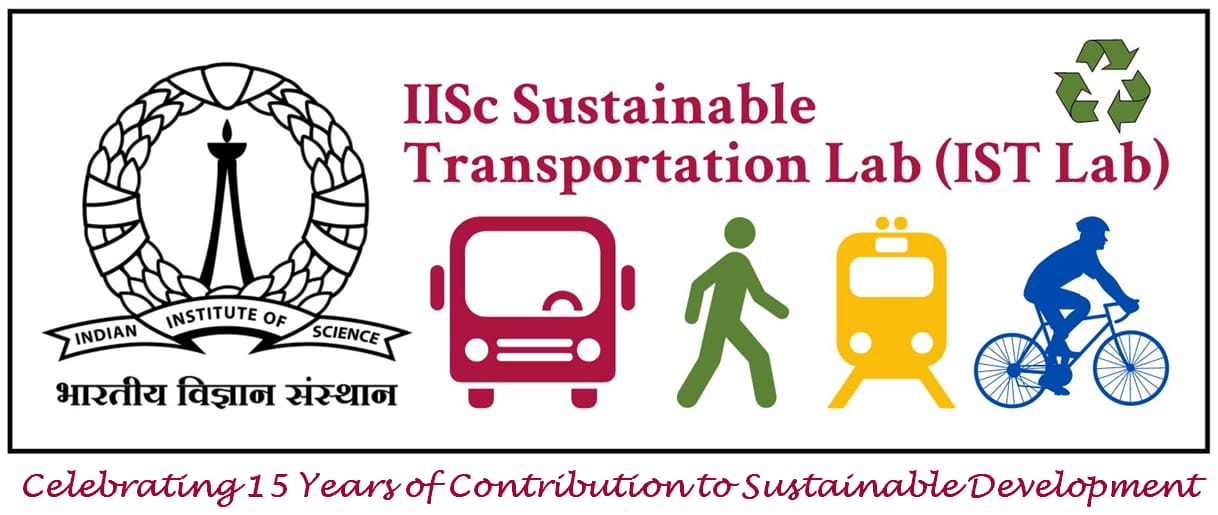 IISc Sustainable
Transportation Lab (IST Lab)
INDIAN INSTITUTE OF SCIENCE
भारतीय विज्ञान संस्थान
Celebrating 15 Years of Contribution to Sustainable Development